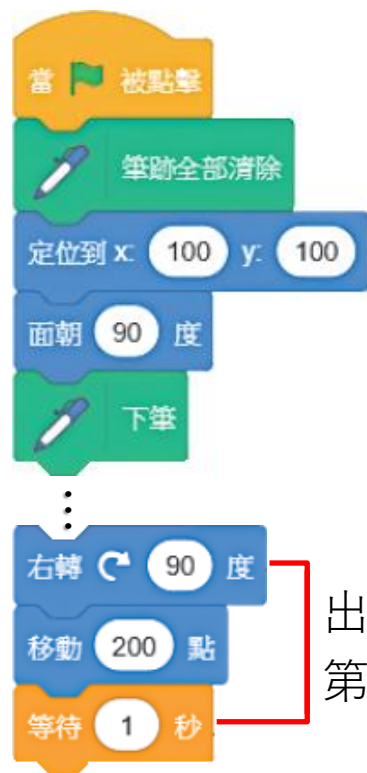 當 被點擊
筆跡全部清除
定位到 x: 100 y: 100
面朝 90 度
下筆
右轉 90 度
移動 200 點
等待 1 秒
出
第